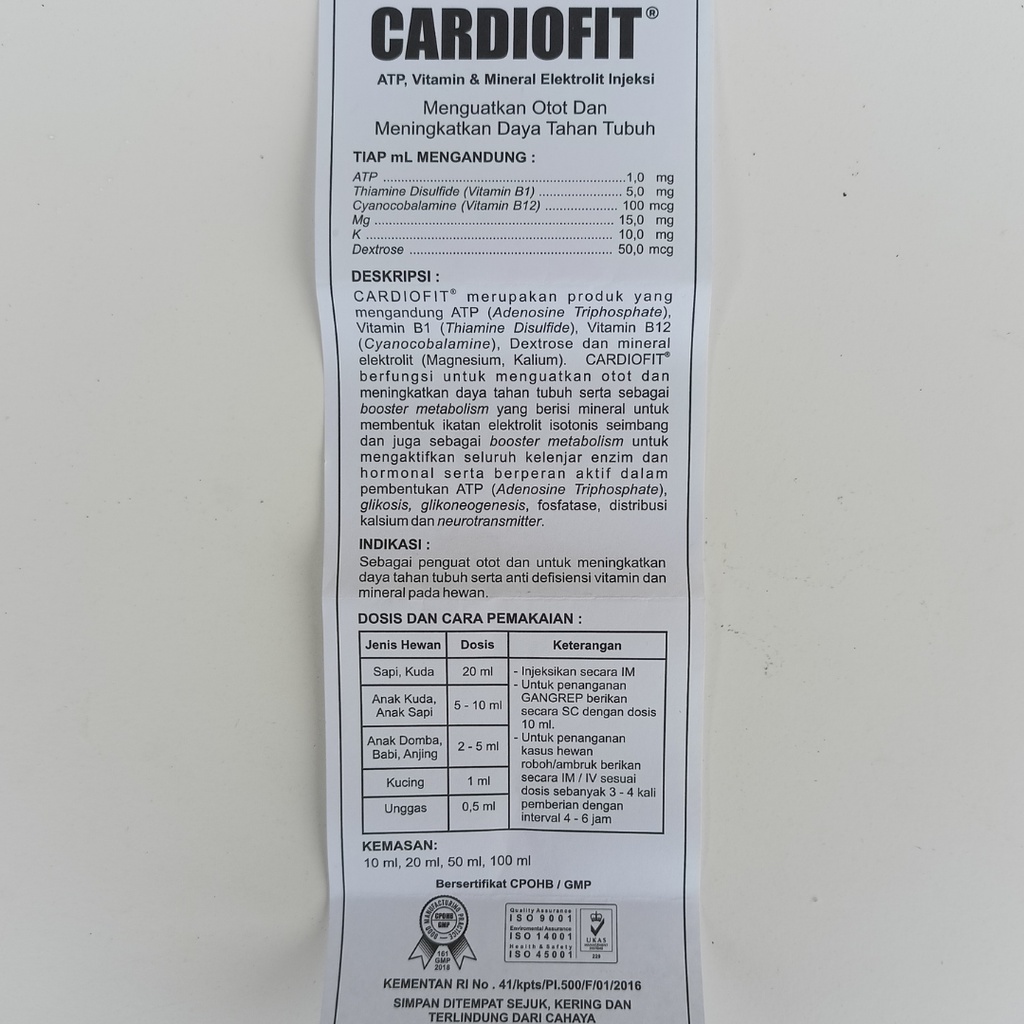 CARDIOFIT®
ATP, Vitamin & Mineral Elektrolit Injeksi
Menguatkan Otot Dan
Meningkatkan Daya Tahan Tubuh
TIAP mL MENGANDUNG :
ATP ........................................................1,0 mg
Thiamine Disulfide (Vitamin B1) ................... 5,0 mg
Cyanocobalamine (Vitamin B12) .................. 100 mcg
Mg ........................................................ 15,0 mg
K .......................................................... 10,0 mg
Dextrose ................................................ 50,0 mcg
DESKRIPSI :
CARDIOFIT® merupakan produk yang
mengandung ATP (Adenosine Triphosphate),
Vitamin B1 (Thiamine Disulfide), Vitamin B12
(Cyanocobalamine), Dextrose dan mineral
elektrolit (Magnesium, Kalium). CARDIOFIT®
berfungsi untuk menguatkan otot dan
meningkatkan daya tahan tubuh serta sebagai
booster metabolism yang berisi mineral untuk
membentuk ikatan elektrolit isotonis seimbang
dan juga sebagai booster metabolism untuk
mengaktifkan seluruh kelenjar enzim dan
hormonal serta berperan aktif dalam
pembentukan ATP (Adenosine Triphosphate),
glikosis, glikoneogenesis, fosfatase, distribusi
kalsium dan neurotransmitter.
INDIKASI :
Sebagai penguat otot dan untuk meningkatkan
daya tahan tubuh serta anti defisiensi vitamin dan
mineral pada hewan.
DOSIS DAN CARA PEMAKAIAN :
Jenis Hewan Dosis Keterangan
Sapi, Kuda 20 ml
Anak Kuda,
Anak Sapi 5 - 10 ml
Anak Domba,
Babi, Anjing 2 - 5 ml
Kucing 1 ml
Unggas 0,5 ml
- Injeksikan secara IM
- Untuk penanganan
GANGREP berikan
secara SC dengan dosis
10 ml.
- Untuk penanganan
kasus hewan
roboh/ambruk berikan
secara IM / IV sesuai
dosis sebanyak 3 - 4 kali
pemberian dengan
interval 4 - 6 jam
KEMASAN:
10 ml, 20 ml, 50 ml, 100 ml
Bersertifikat CPOHB / GMP
GOOD MANUFACTURING PRACTICE
CPOHB
GMP
161
GMP
2018
Quality Assurance
ISO 9001
Enviromental Assurance
ISO 14001
Health & Safety
ISO 45001
UKAS
KEMENTAN RI No . 41/kpts/PI.500/F/01/2016
SIMPAN DITEMPAT SEJUK, KERING DAN
TERLINDUNG DARI CAHAYA